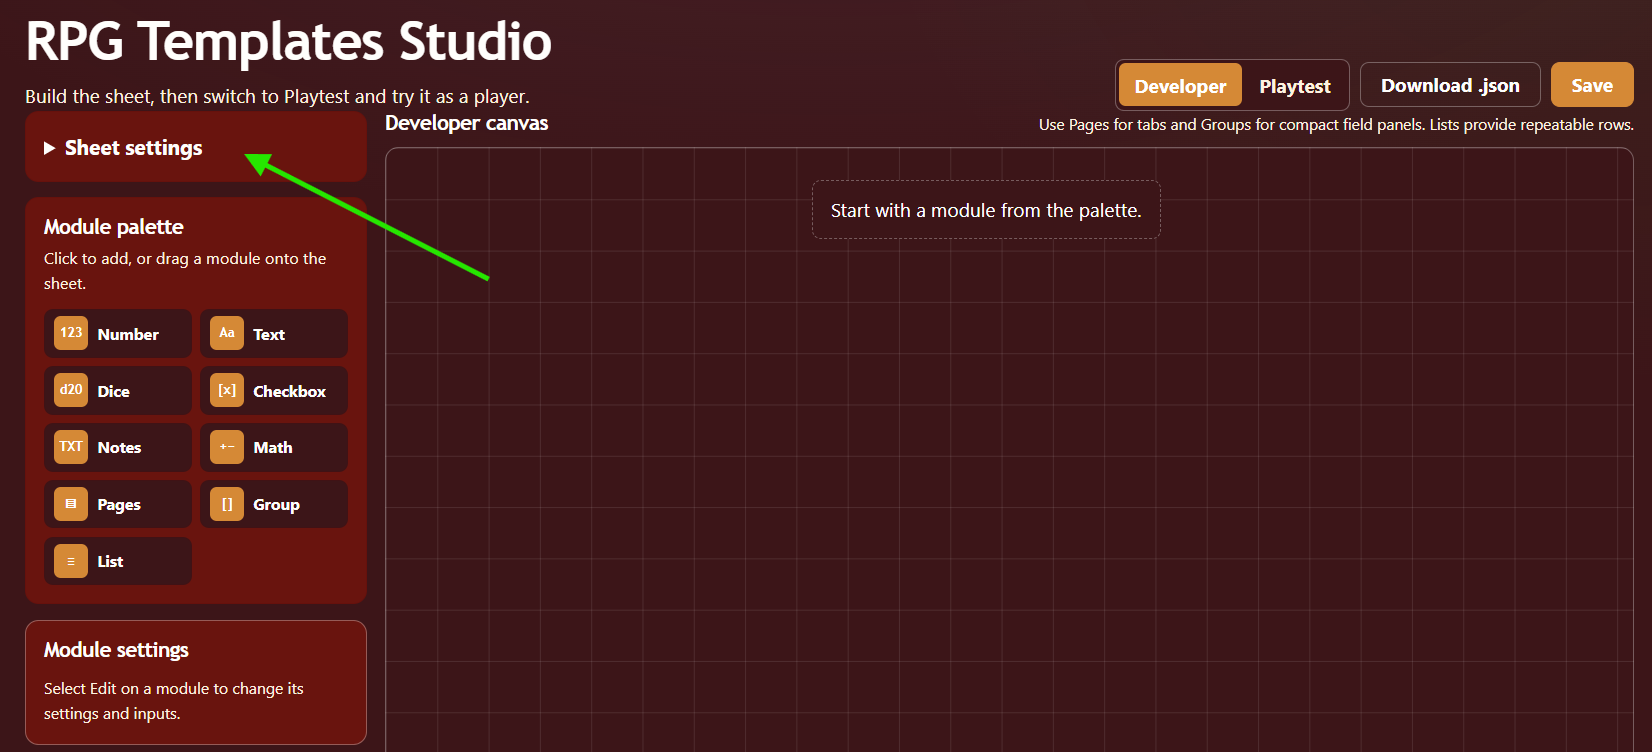 RPG Templates Studio
Build the sheet, then switch to Playtest and try it as a player.
Developer
Playtest
Download .json
Save
Sheet settings
Developer canvas
Use Pages for tabs and Groups for compact field panels. Lists provide repeatable rows.
Start with a module from the palette.
Module palette
Click to add, or drag a module onto the
sheet.
123 Number
Aa Text
d20 Dice
[x] Checkbox
TXT Notes
+− Math
Pages
[] Group
List
Module settings
Select Edit on a module to change its
settings and inputs.